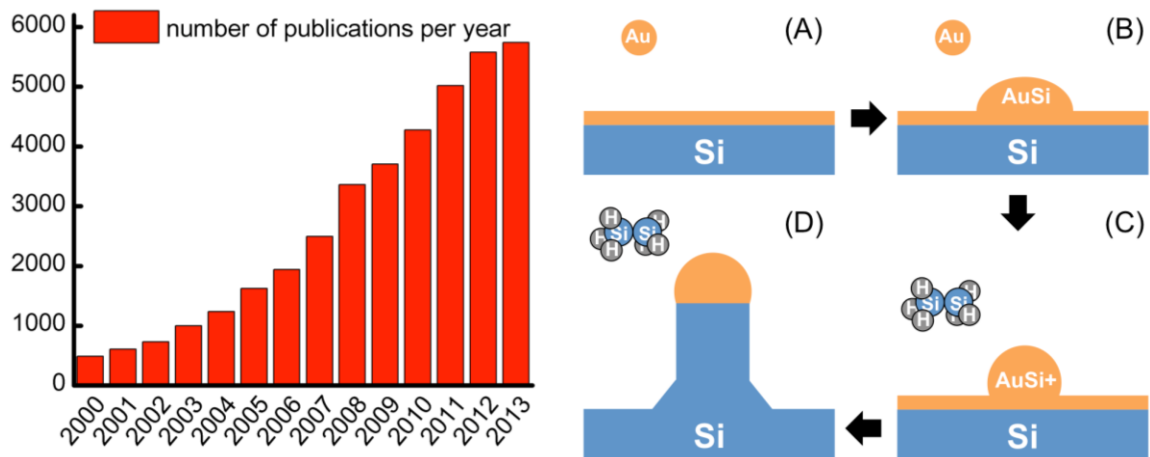 6000
number of publications per year
5000
4000
3000
2000
1000
0
2000
2001
2002
2003
2004
2005
2006
2007
2008
2009
2010
2011
2012
2013
Au
(A)
Si
Au
(B)
AuSi
Si
H
H
Si
Si
H
H
H
(D)
Si
(C)
H
H
Si
Si
H
H
H
AuSi+
Si